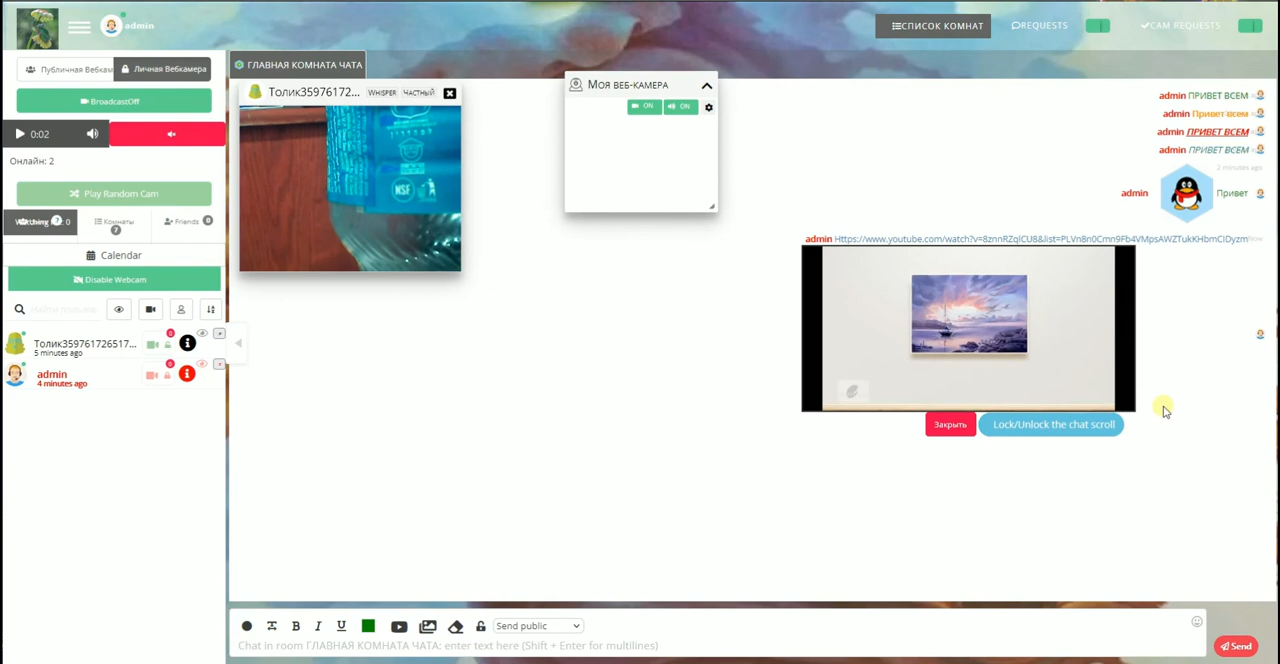 admin
СПИСОК КОМНАТ
REQUESTS
CAM REQUESTS
Публичная Вебкам
Личная Вебкамера
BroadcastOff
0:02
Онлайн: 2
Play Random Cam
0
Комнаты
7
Friends 0
Calendar
Disable Webcam
Толик359761726517...
0
5 minutes ago
admin
0
4 minutes ago
ГЛАВНАЯ КОМНАТА ЧАТА
Толик35976172...
WHISPER
ЧАСТНЫЙ
NSF
МОЯ ВЕБ-КАМЕРА
ON
ON
admin ПРИВЕТ ВСЕМ
admin Привет всем
admin ПРИВЕТ ВСЕМ
admin ПРИВЕТ ВСЕМ
2 minutes ago
admin Привет
admin Https://www.youtube.com/watch?v=8znnRZqlCU8&list=PLVn8n0Cmn9Fb4VMpsAWZTukKHbmCIDyzm
Закрыть
Lock/Unlock the chat scroll
B I U
Send public
Chat in room ГЛАВНАЯ КОМНАТА ЧАТА: enter text here (Shift + Enter for multilines)
Send